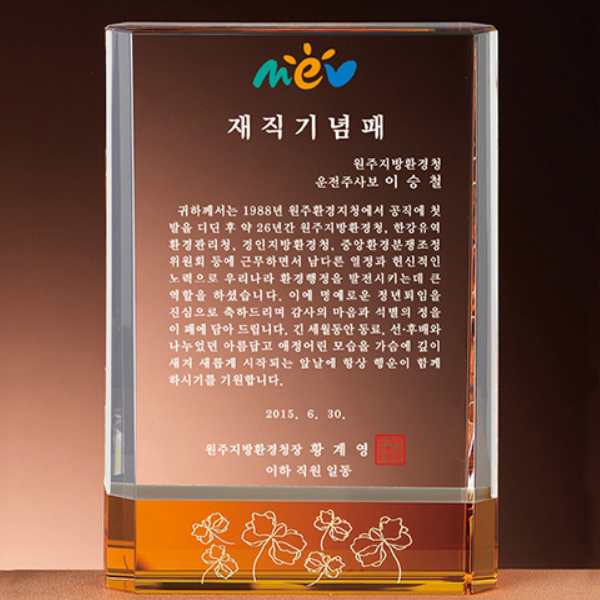 mev
재직기념패
원주지방환경청
운전주사보 이 승 철
귀하께서는 1988년 원주환경지청에서 공직에 첫
발을 디딘 후 약 26년간 원주지방환경청, 한강유역
환경관리청, 경인지방환경청, 중앙환경분쟁조정
위원회 등에 근무하면서 남다른 열정과 헌신적인
노력으로 우리나라 환경행정을 발전시키는데 큰
역할을 하셨습니다. 이에 명예로운 정년퇴임을
진심으로 축하드리며 감사의 마음과 석별의 정을
이 패에 담아 드립니다. 긴 세월동안 동료, 선·후배와
나누었던 아름답고 애정어린 모습을 가슴에 깊이
새겨 새롭게 시작되는 앞날에 항상 행운이 함께
하시기를 기원합니다.
2015. 6. 30.
원주지방환경청장 황 계 영
이하 직원 일동